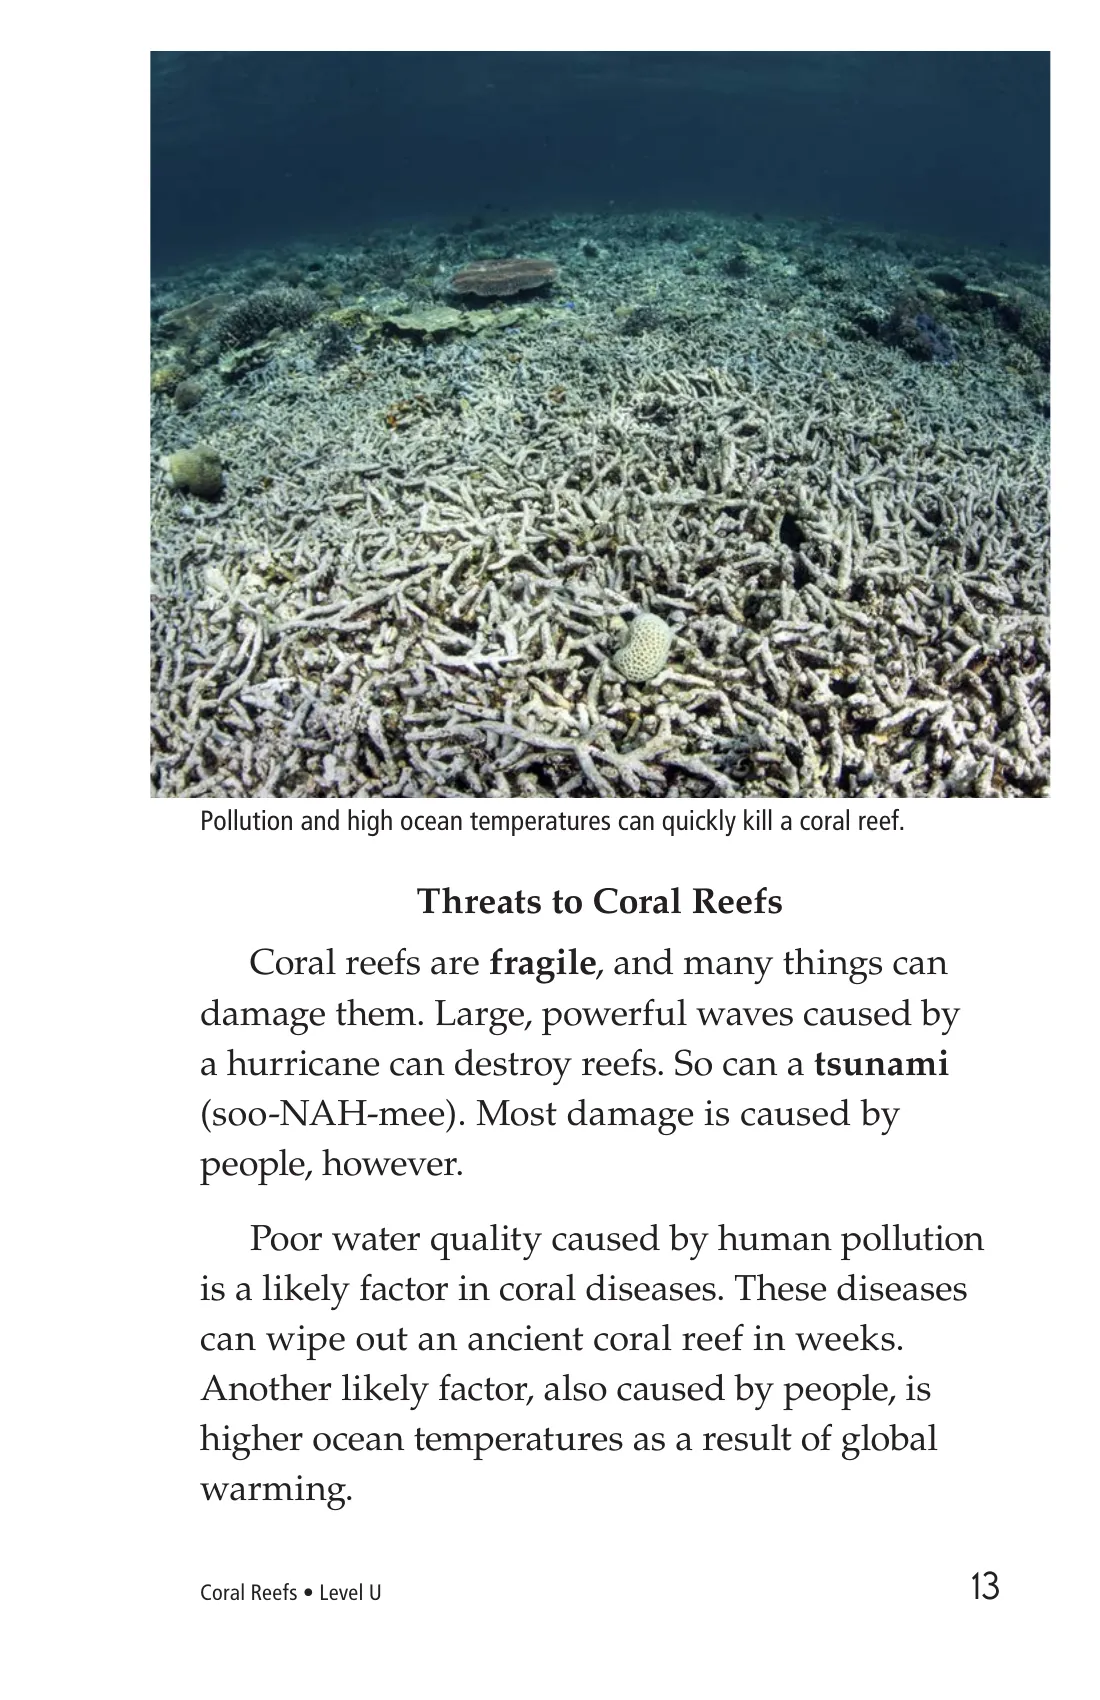 Pollution and high ocean temperatures can quickly kill a coral reef.
Threats to Coral Reefs
Coral reefs are fragile, and many things can
damage them. Large, powerful waves caused by
a hurricane can destroy reefs. So can a tsunami
(soo-NAH-mee). Most damage is caused by
people, however.
Poor water quality caused by human pollution
is a likely factor in coral diseases. These diseases
can wipe out an ancient coral reef in weeks.
Another likely factor, also caused by people, is
higher ocean temperatures as a result of global
warming.
Coral Reefs • Level U
13